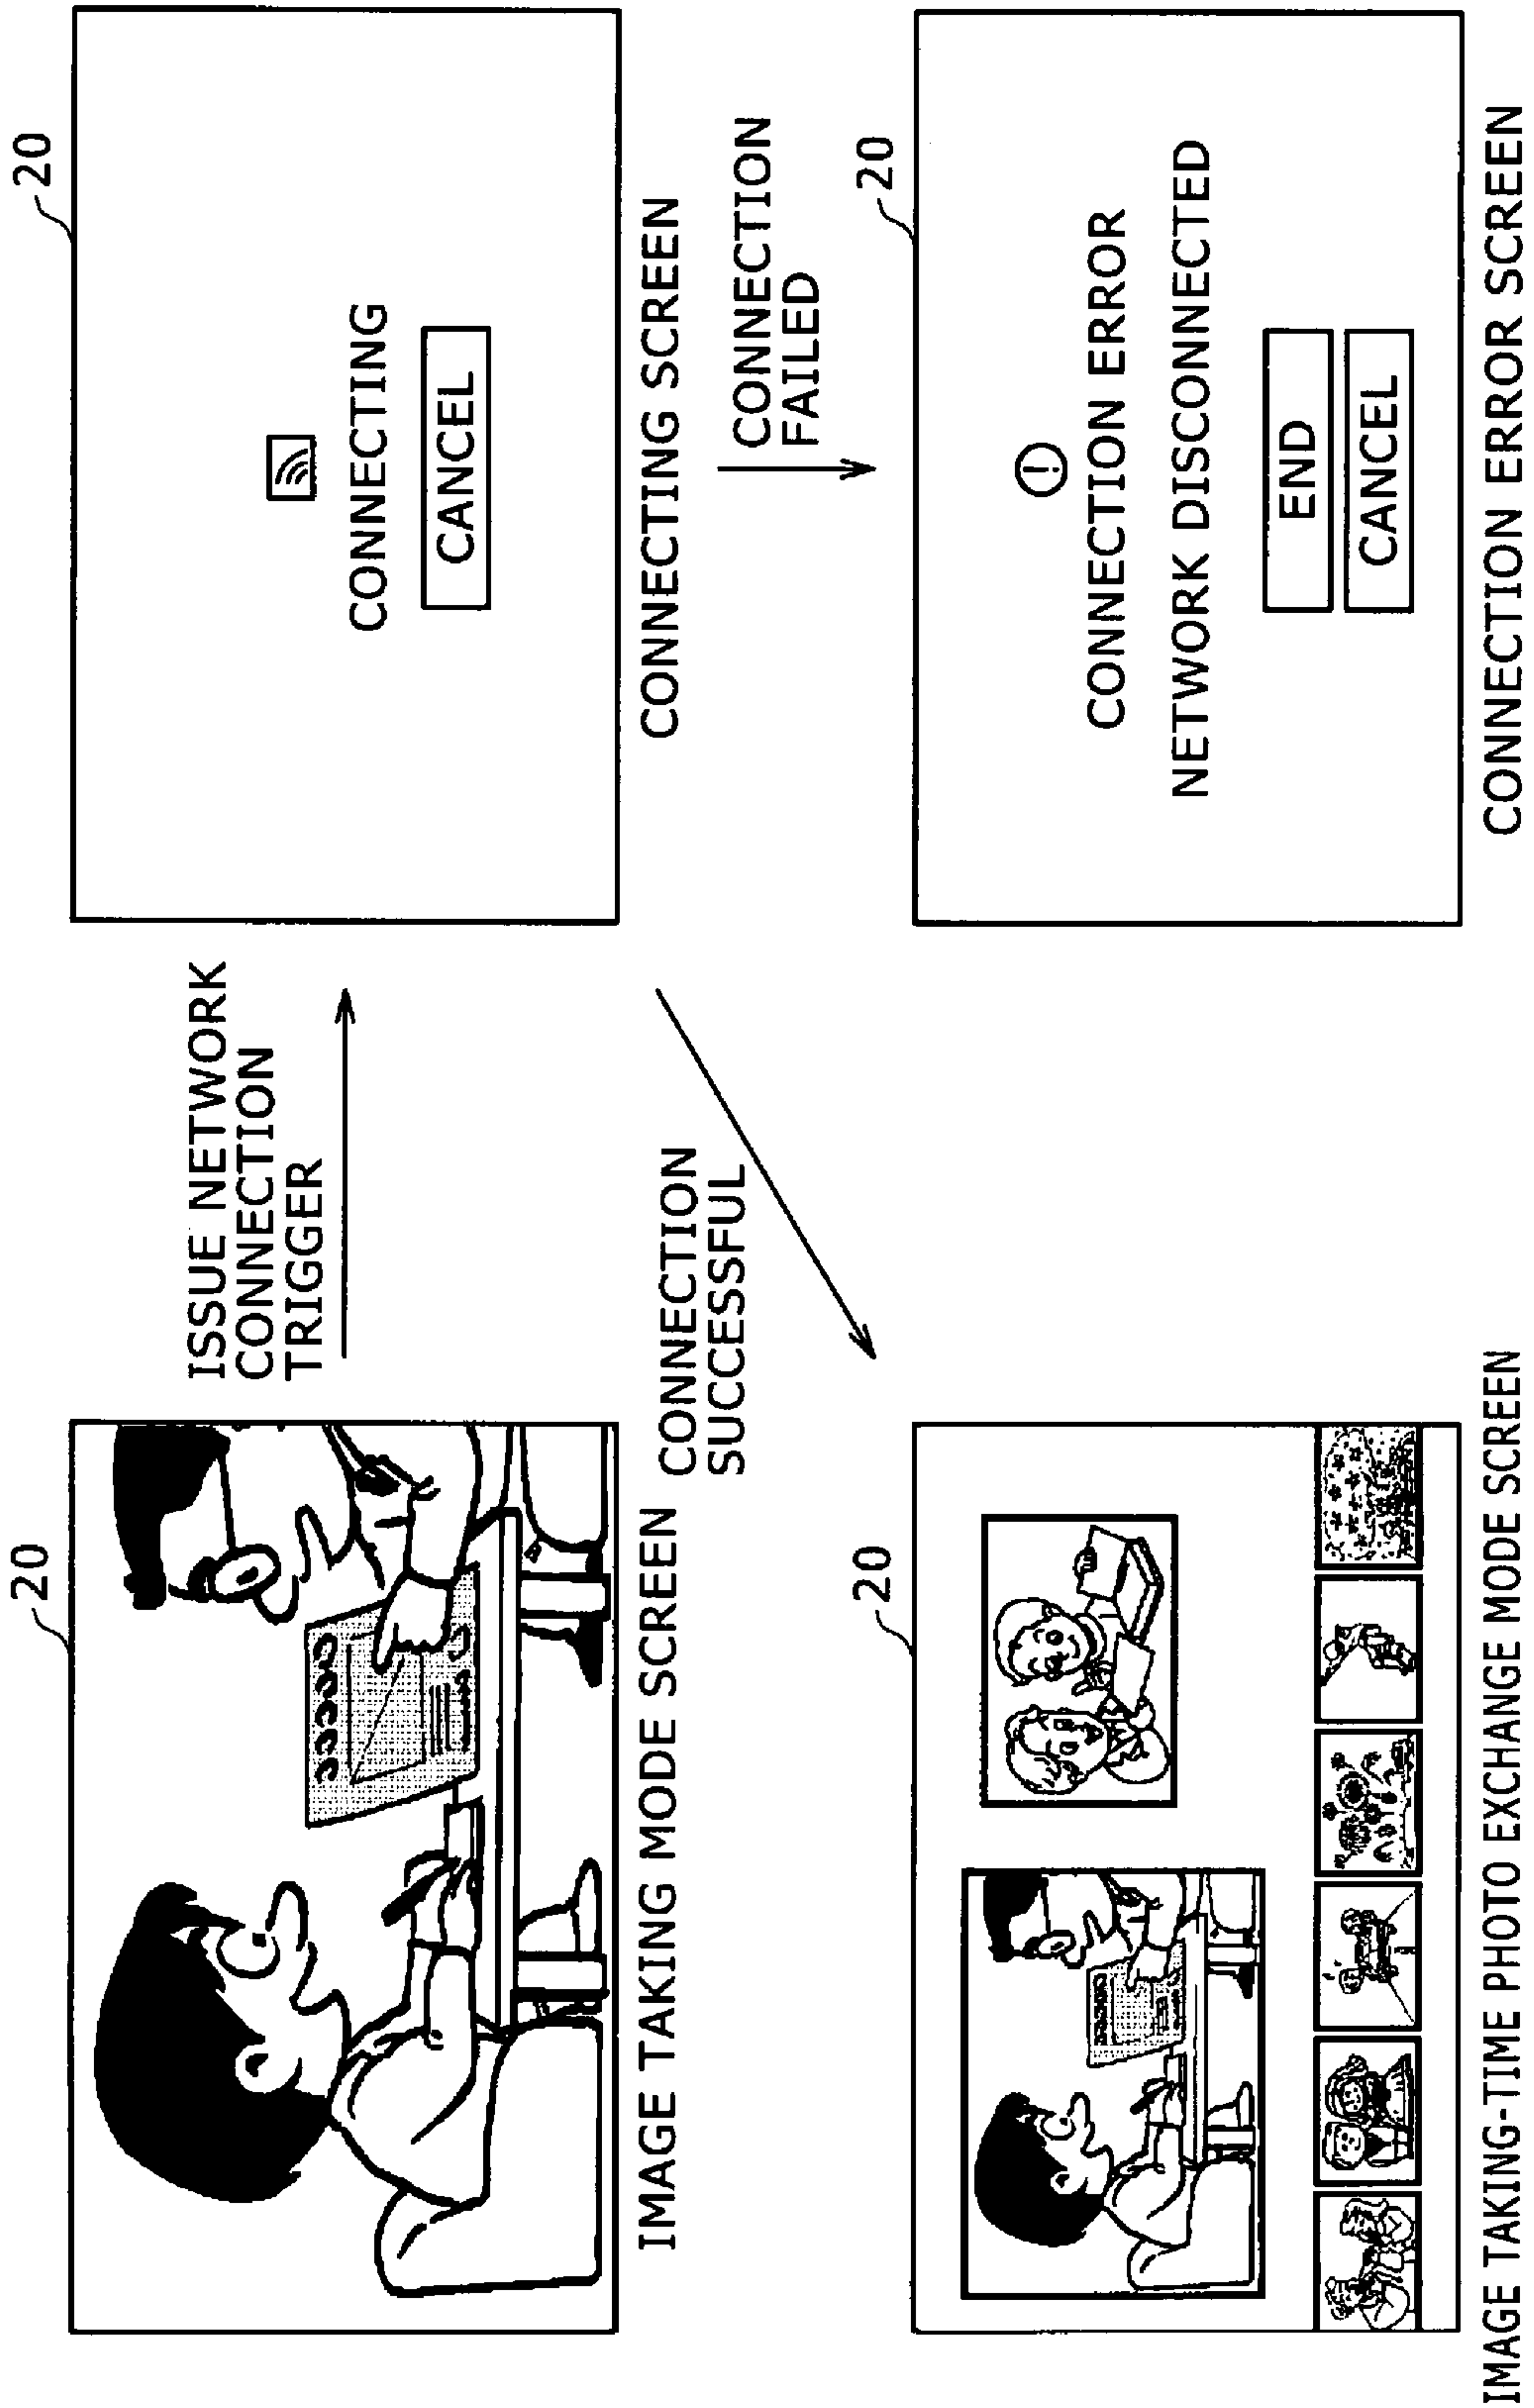 20
IMAGE TAKING MODE SCREEN
ISSUE NETWORK
CONNECTION
TRIGGER
20
CONNECTING
CANCEL
CONNECTING SCREEN
CONNECTION
SUCCESSFUL
CONNECTION
FAILED
20
IMAGE TAKING-TIME PHOTO EXCHANGE MODE SCREEN
20
!
CONNECTION ERROR
NETWORK DISCONNECTED
END
CANCEL
CONNECTION ERROR SCREEN